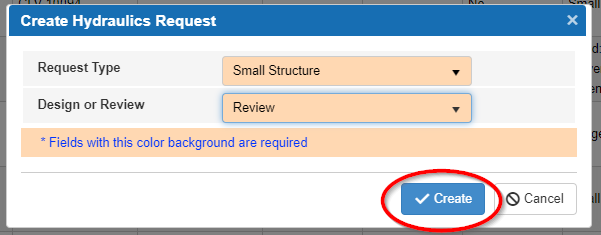 Create Hydraulics Request ×
Request Type Small Structure
Design or Review Review
* Fields with this color background are required
Create Cancel